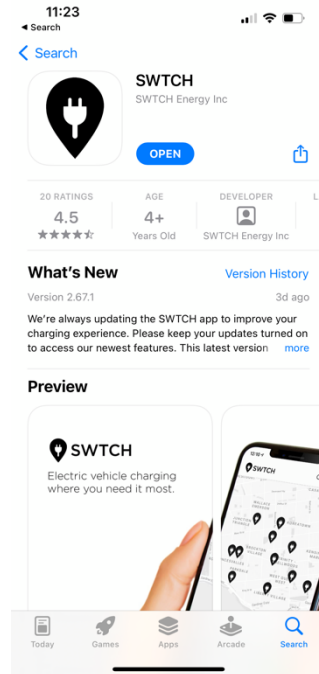 11:23
◀ Search
Search
SWTCH
SWTCH Energy Inc
OPEN
20 RATINGS
4.5
AGE
4+
Years Old
DEVELOPER
SWTCH Energy Inc
L
What's New
Version History
Version 2.67.1
3d ago
We're always updating the SWTCH app to improve your
charging experience. Please keep your updates turned on
to access our newest features. This latest version more
Preview
SWTCH
Electric vehicle charging
where you need it most.
SWTCH
Today
Games
Apps
Arcade
Search